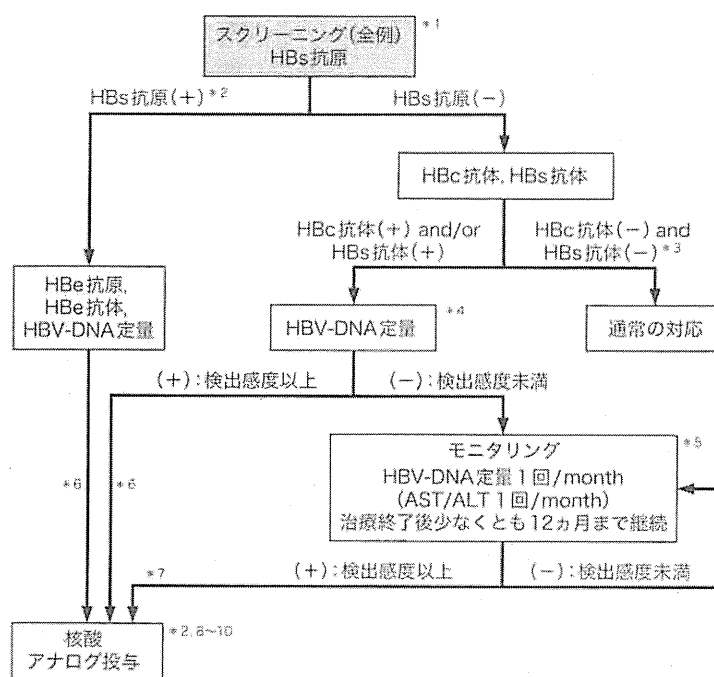 スクリーニング(全例)
HBs抗原
*1
HBs抗原(+)*2
HBs抗原(−)
HBc抗体, HBs抗体
HBc抗体(+) and/or
HBs抗体(+)
HBc抗体(−) and
HBs抗体(−)*3
HBe抗原,
HBe抗体,
HBV-DNA定量
HBV-DNA定量
*4
通常の対応
(+):検出感度以上
(−):検出感度未満
モニタリング
HBV-DNA定量1回/month
(AST/ALT 1回/month)
治療終了後少なくとも12ヵ月まで継続
*5
*6
*6
*7
(+):検出感度以上
(−):検出感度未満
核酸
アナログ投与
*2,8~10